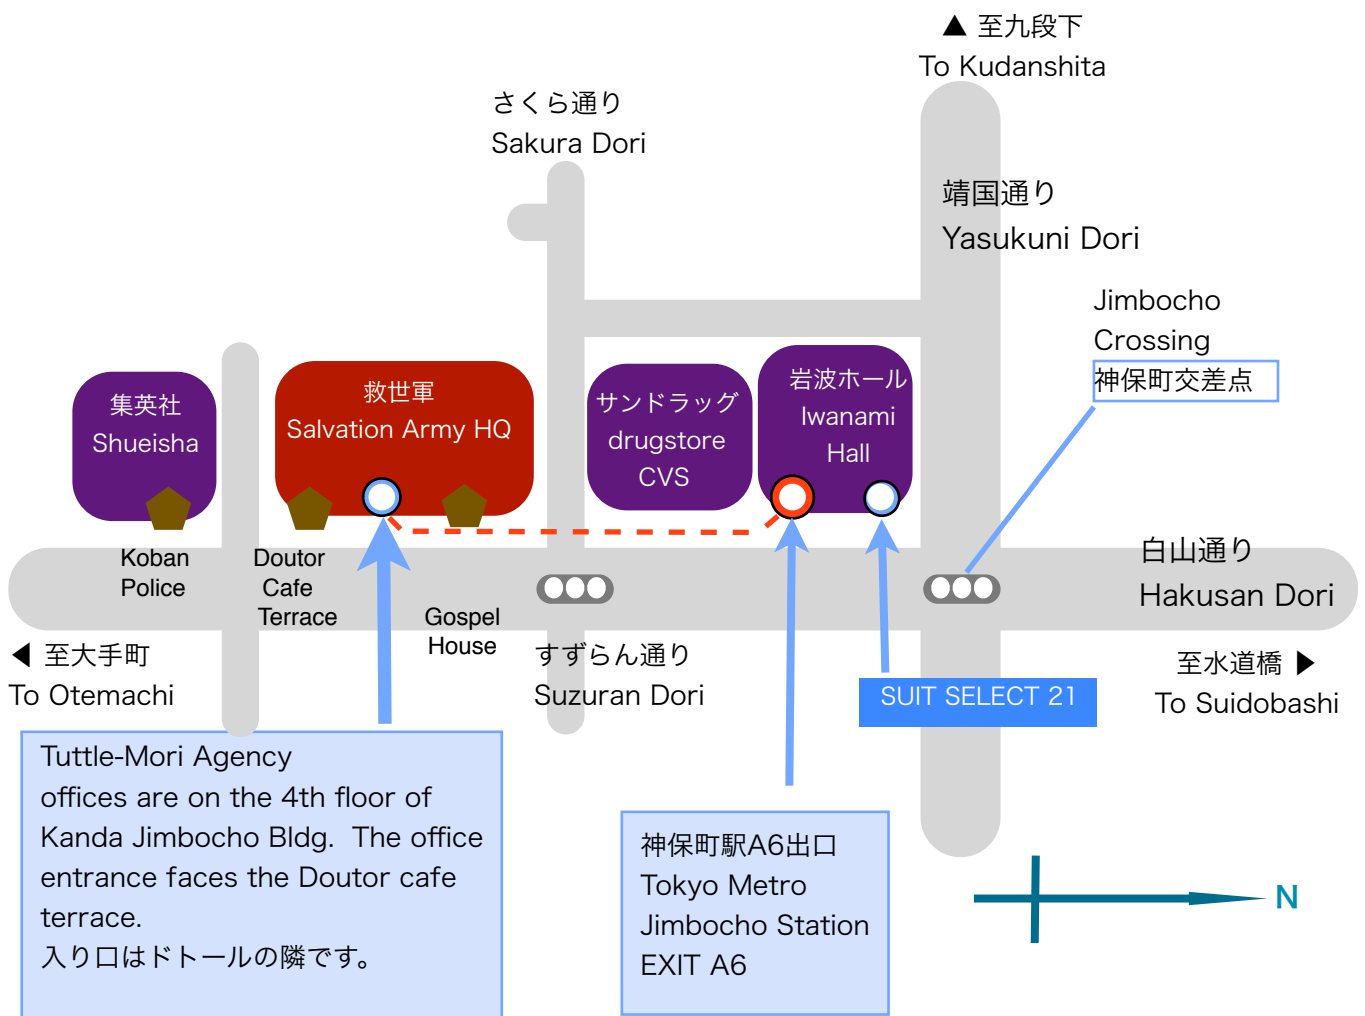 ▲ 至九段下
To Kudanshita
さくら通り
Sakura Dori
靖国通り
Yasukuni Dori
Jimbocho
Crossing
神保町交差点
集英社
Shueisha
救世軍
Salvation Army HQ
サンドラッグ
drugstore
CVS
岩波ホール
Iwanami
Hall
Koban
Police
Doutor
Cafe
Terrace
Gospel
House
白山通り
Hakusan Dori
◀ 至大手町
To Otemachi
すずらん通り
Suzuran Dori
至水道橋 ▶
To Suidobashi
SUIT SELECT 21
Tuttle-Mori Agency
offices are on the 4th floor of
Kanda Jimbocho Bldg. The office
entrance faces the Doutor cafe
terrace.
入り口はドトールの隣です。
神保町駅A6出口
Tokyo Metro
Jimbocho Station
EXIT A6
N